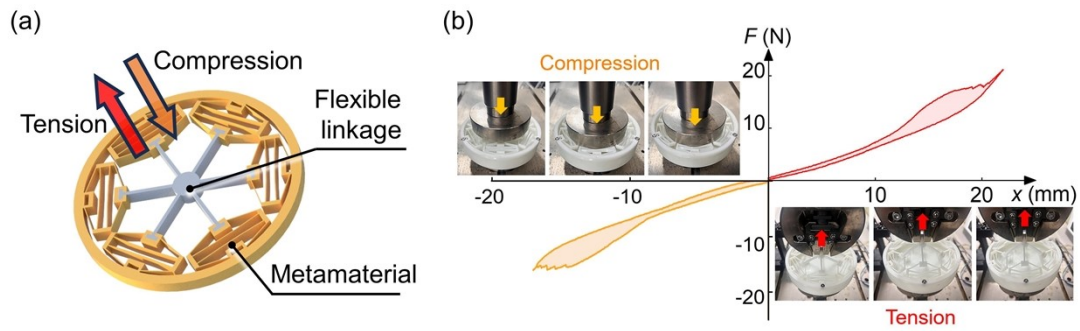 (a)
Compression
Tension
Flexible
linkage
Metamaterial
(b)
F (N)
Compression
20
10
-20
-10
10
20
x (mm)
-10
-20
Tension